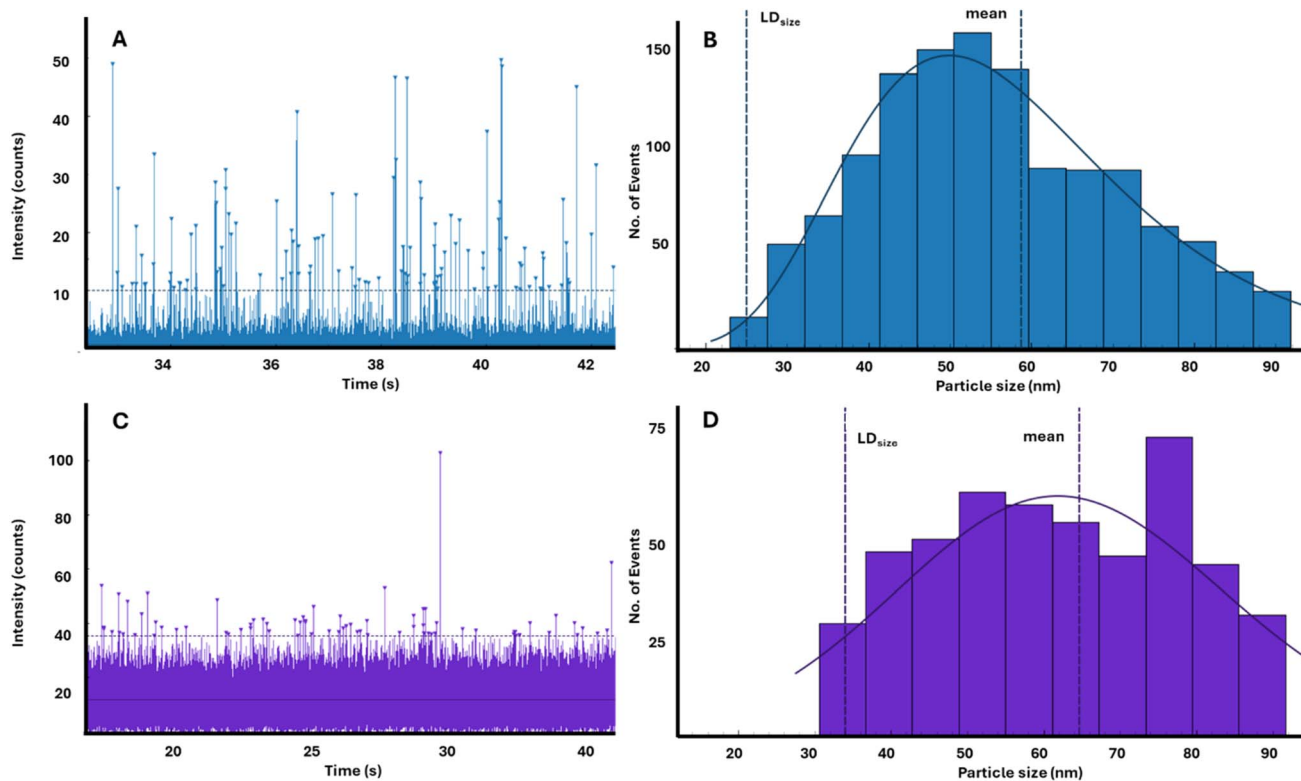 A
Intensity (counts)
50
40
30
20
10
34 36 38 40 42
Time (s)
B
LDsize
mean
No. of Events
150
100
50
20 30 40 50 60 70 80 90
Particle size (nm)
C
Intensity (counts)
100
80
60
40
20
20 25 30 40
Time (s)
D
LDsize
mean
No. of Events
75
50
25
20 30 40 50 60 70 80 90
Particle size (nm)